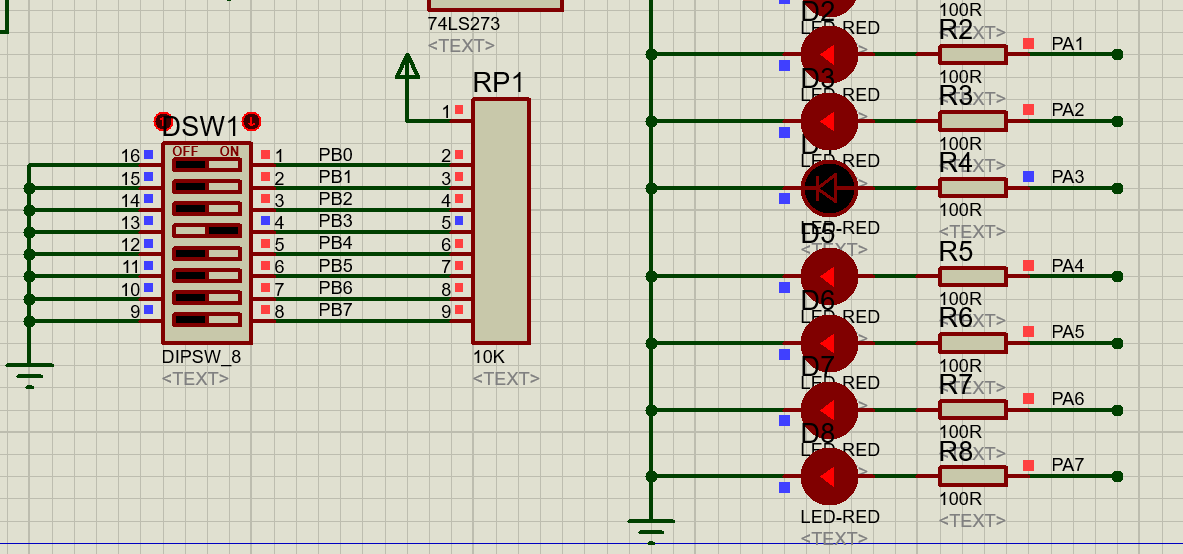 74LS273
<TEXT>
RP1
1
DSW1
OFF ON
16 1 PB0 2
15 2 PB1 3
14 3 PB2 4
13 4 PB3 5
12 5 PB4 6
11 6 PB5 7
10 7 PB6 8
9 8 PB7 9
DIPSW_8
<TEXT>
10K
<TEXT>
D2
LED-RED
100R
R2
<TEXT>
PA1
D3
LED-RED
100R
R3
<TEXT>
PA2
LED-RED
100R
R4
<TEXT>
PA3
LED-RED
D5
<TEXT>
100R
<TEXT>
R5
PA4
D6
LED-RED
100R
R6
<TEXT>
PA5
D7
LED-RED
100R
R7
<TEXT>
PA6
D8
LED-RED
100R
R8
<TEXT>
PA7
LED-RED
<TEXT>
100R
<TEXT>